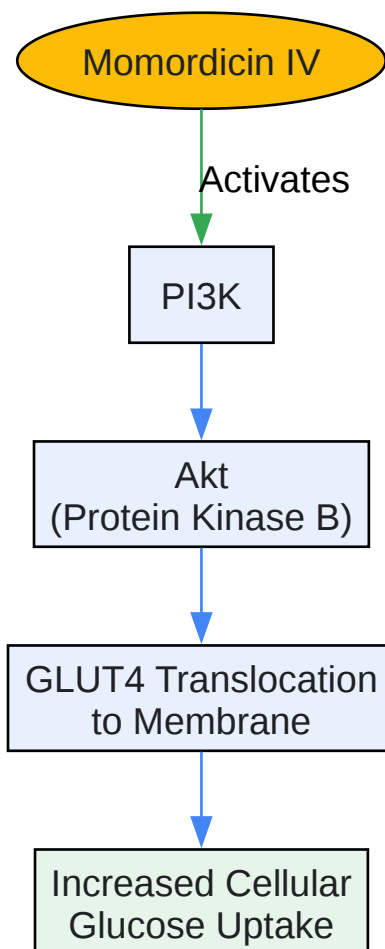 Momordicin IV
Activates
PI3K
Akt
(Protein Kinase B)
GLUT4 Translocation
to Membrane
Increased Cellular
Glucose Uptake